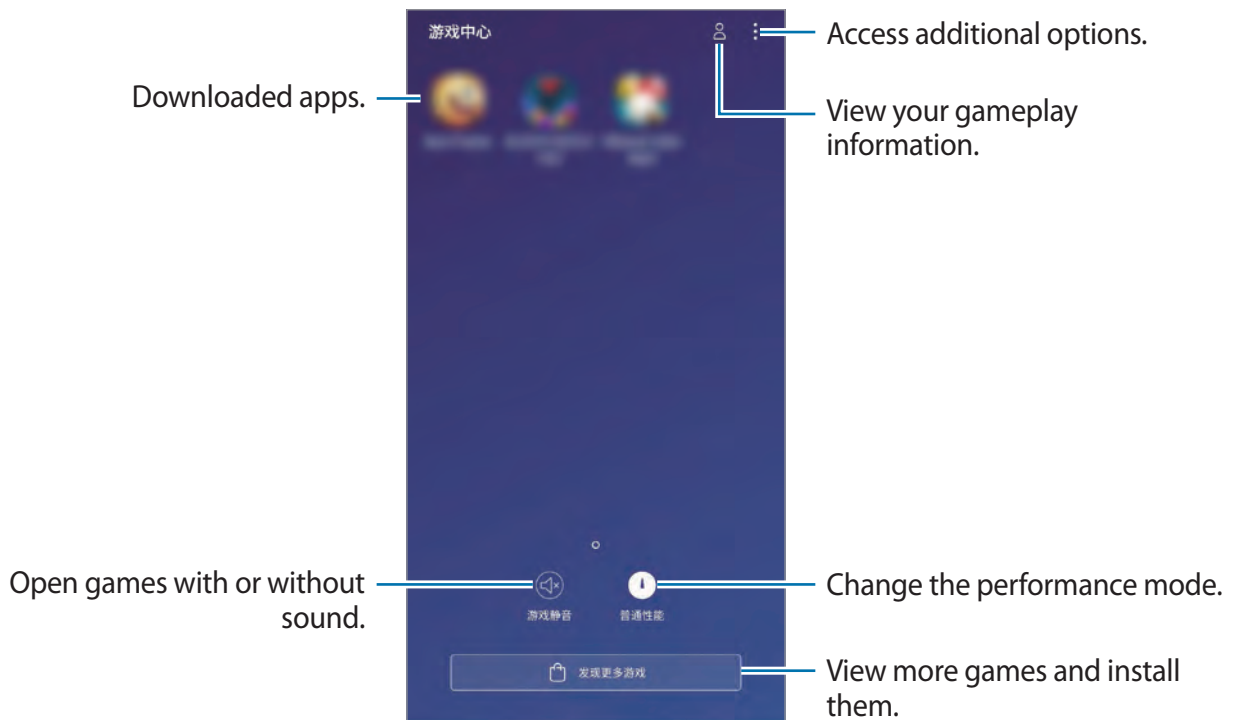 游戏中心
Access additional options.
Downloaded apps.
View your gameplay
information.
Open games with or without
sound.
游戏静音
普通性能
Change the performance mode.
发现更多游戏
View more games and install
them.